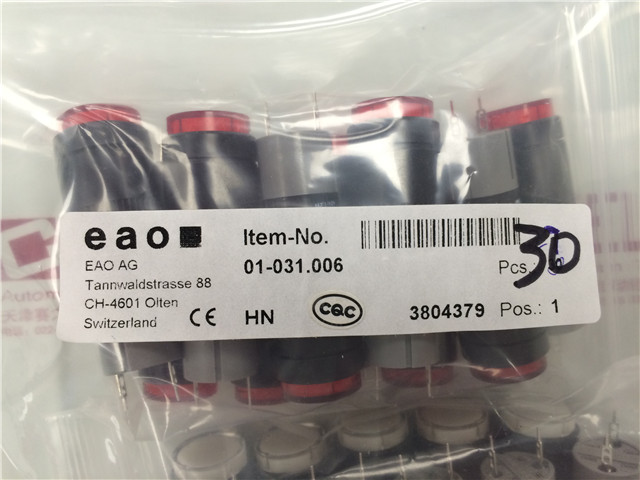 eao
Item-No.
EAO AG
01-031.006
Pcs.: 30
Tannwaldstrasse 88
CH-4601 Olten
Switzerland
CE
HN
CQC
3804379
Pos.: 1